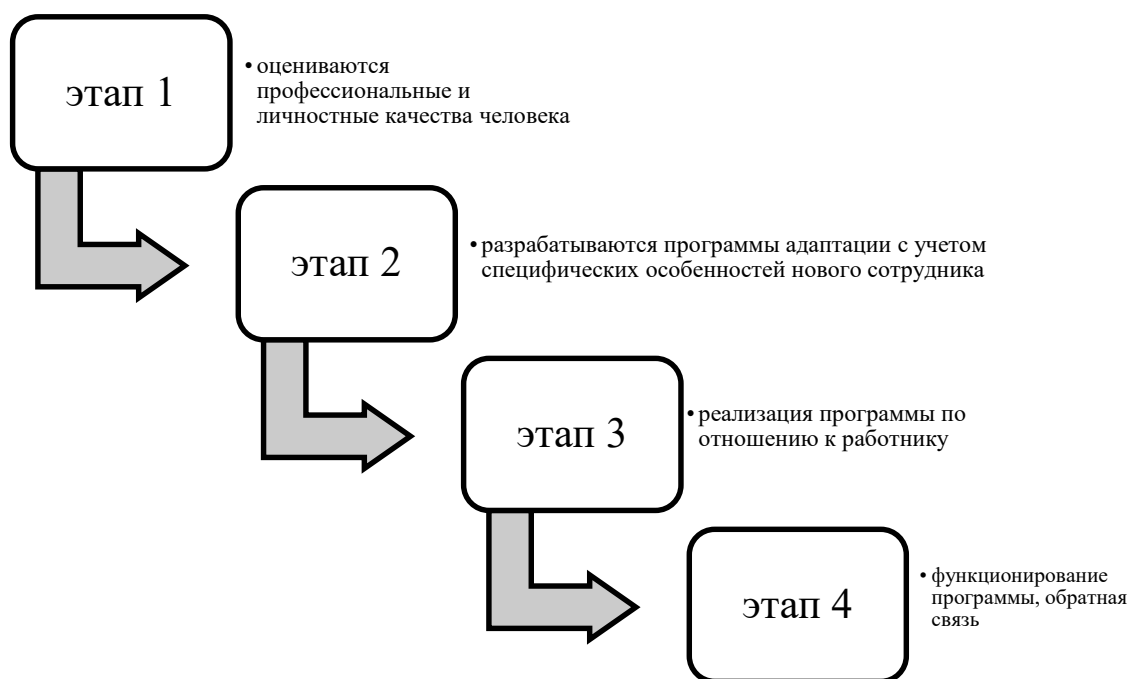 этап 1
• оцениваются
профессиональные и
личностные качества человека
этап 2
• разрабатываются программы адаптации с учетом
специфических особенностей нового сотрудника
этап 3
• реализация программы по
отношению к работнику
этап 4
• функционирование
программы, обратная
связь